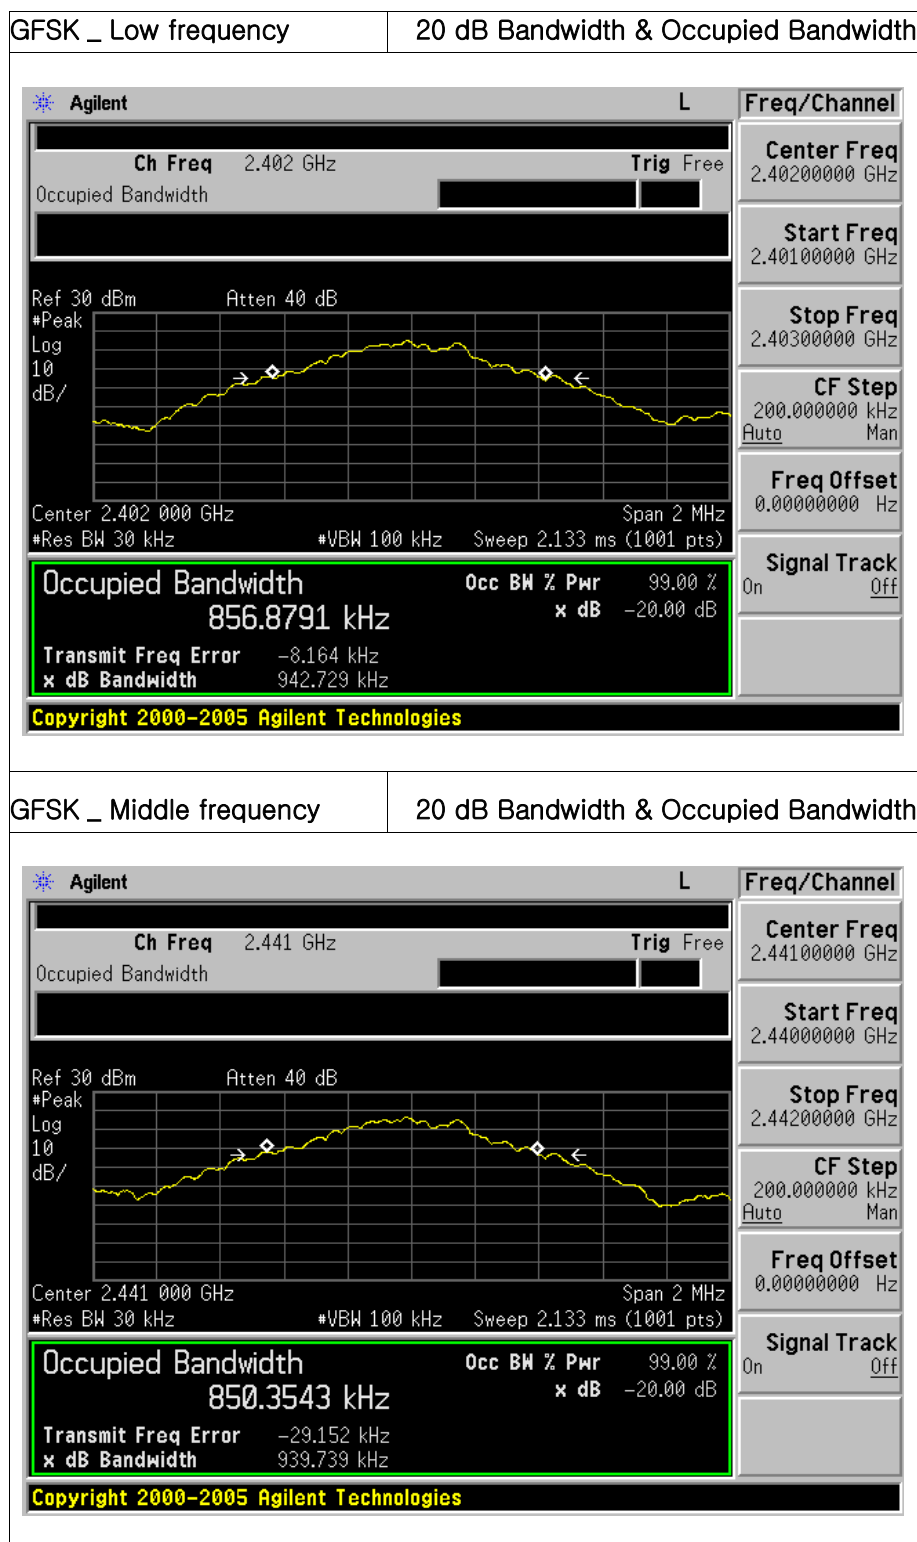 GFSK _ Low frequency 20 dB Bandwidth & Occupied Bandwidth
Agilent L Freq/Channel
Ch Freq 2.402 GHz Trig Free
Occupied Bandwidth
Center Freq
2.40200000 GHz
Start Freq
2.40100000 GHz
Stop Freq
2.40300000 GHz
CF Step
200.000000 kHz
Auto Man
Freq Offset
0.00000000 Hz
Signal Track
On Off
Ref 30 dBm Atten 40 dB
#Peak
Log
10
dB/
Center 2.402 000 GHz Span 2 MHz
#Res BW 30 kHz #VBW 100 kHz Sweep 2.133 ms (1001 pts)
Occupied Bandwidth Occ BW % Pwr 99.00 %
856.8791 kHz x dB -20.00 dB
Transmit Freq Error -8.164 kHz
x dB Bandwidth 942.729 kHz
Copyright 2000-2005 Agilent Technologies
GFSK _ Middle frequency 20 dB Bandwidth & Occupied Bandwidth
Agilent L Freq/Channel
Ch Freq 2.441 GHz Trig Free
Occupied Bandwidth
Center Freq
2.44100000 GHz
Start Freq
2.44000000 GHz
Stop Freq
2.44200000 GHz
CF Step
200.000000 kHz
Auto Man
Freq Offset
0.00000000 Hz
Signal Track
On Off
Ref 30 dBm Atten 40 dB
#Peak
Log
10
dB/
Center 2.441 000 GHz Span 2 MHz
#Res BW 30 kHz #VBW 100 kHz Sweep 2.133 ms (1001 pts)
Occupied Bandwidth Occ BW % Pwr 99.00 %
850.3543 kHz x dB -20.00 dB
Transmit Freq Error -29.152 kHz
x dB Bandwidth 939.739 kHz
Copyright 2000-2005 Agilent Technologies